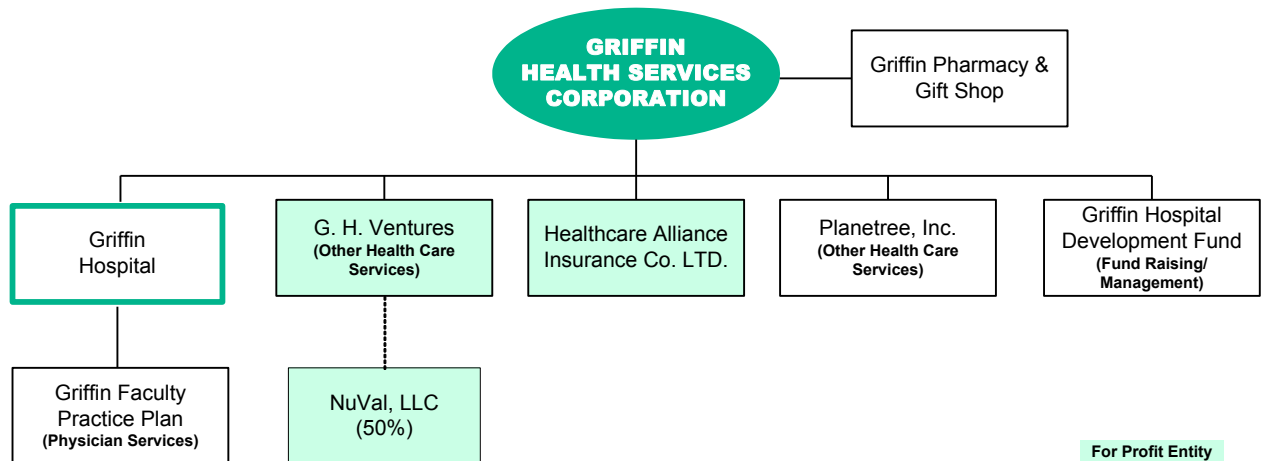 GRIFFIN
HEALTH SERVICES
CORPORATION
Griffin Pharmacy &
Gift Shop
Griffin
Hospital
G. H. Ventures
(Other Health Care
Services)
Healthcare Alliance
Insurance Co. LTD.
Planetree, Inc.
(Other Health Care
Services)
Griffin Hospital
Development Fund
(Fund Raising/
Management)
Griffin Faculty
Practice Plan
(Physician Services)
NuVal, LLC
(50%)
For Profit Entity